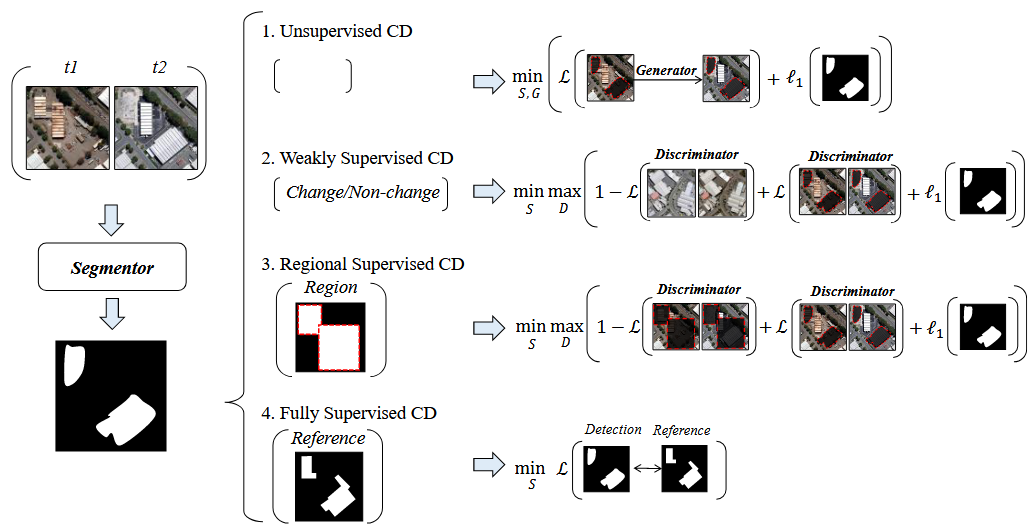 t1 t2
Segmentor
1. Unsupervised CD
min S,G ℒ Generator + ℓ1
2. Weakly Supervised CD
Change/Non-change
Discriminator Discriminator
min S max D 1 − ℒ + ℒ + ℓ1
3. Regional Supervised CD
Region
Discriminator Discriminator
min S max D 1 − ℒ + ℒ + ℓ1
4. Fully Supervised CD
Reference
Detection Reference
min S ℒ